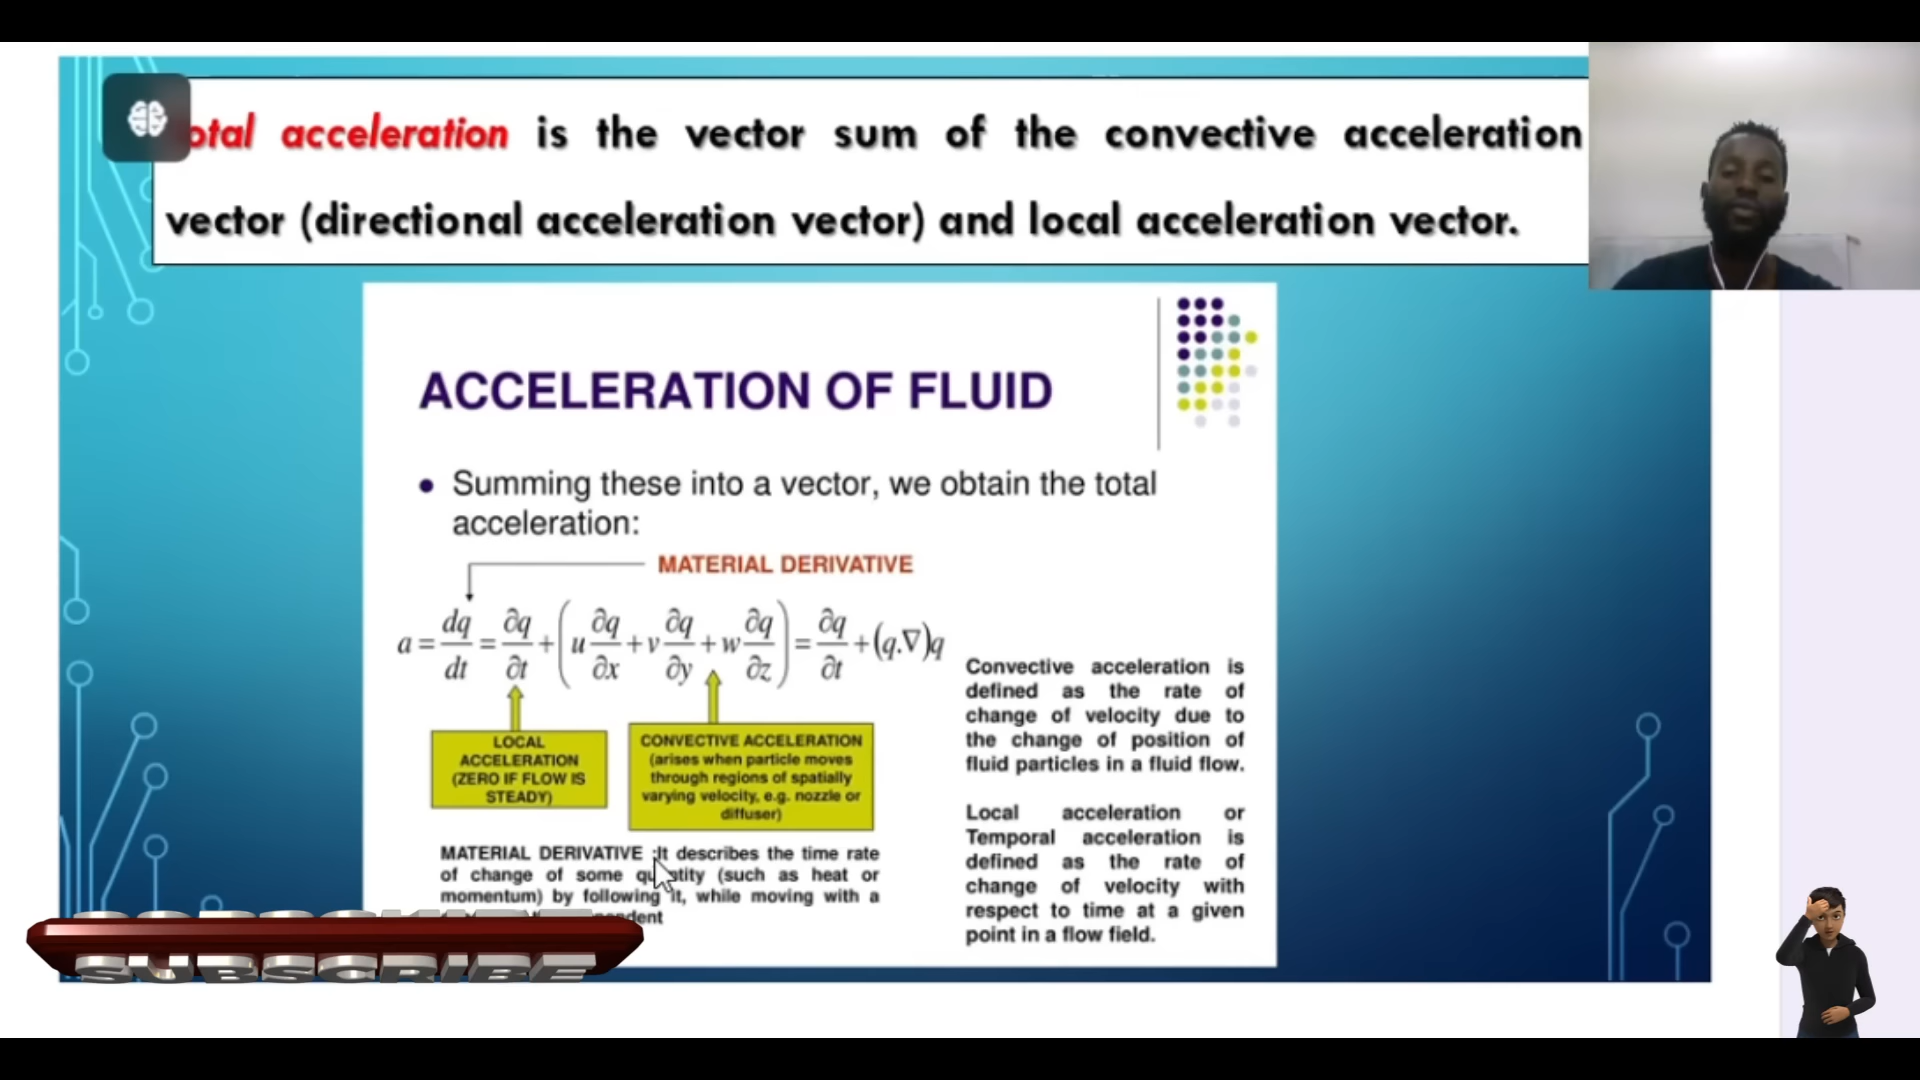 otal acceleration is the vector sum of the convective acceleration
vector (directional acceleration vector) and local acceleration vector.
ACCELERATION OF FLUID
• Summing these into a vector, we obtain the total
acceleration:
MATERIAL DERIVATIVE
a = dq/dt = ∂q/∂t + (u ∂q/∂x + v ∂q/∂y + w ∂q/∂z) = ∂q/∂t + (q.∇)q
LOCAL
ACCELERATION
(ZERO IF FLOW IS
STEADY)
CONVECTIVE ACCELERATION
(arises when particle moves
through regions of spatially
varying velocity, e.g. nozzle or
diffuser)
MATERIAL DERIVATIVE :It describes the time rate
of change of some (such as heat or
momentum) by following it, while moving with a
Convective acceleration is
defined as the rate of
change of velocity due to
the change of position of
fluid particles in a fluid flow.
Local acceleration or
Temporal acceleration is
defined as the rate of
change of velocity with
respect to time at a given
point in a flow field.
SUBSCRIBE